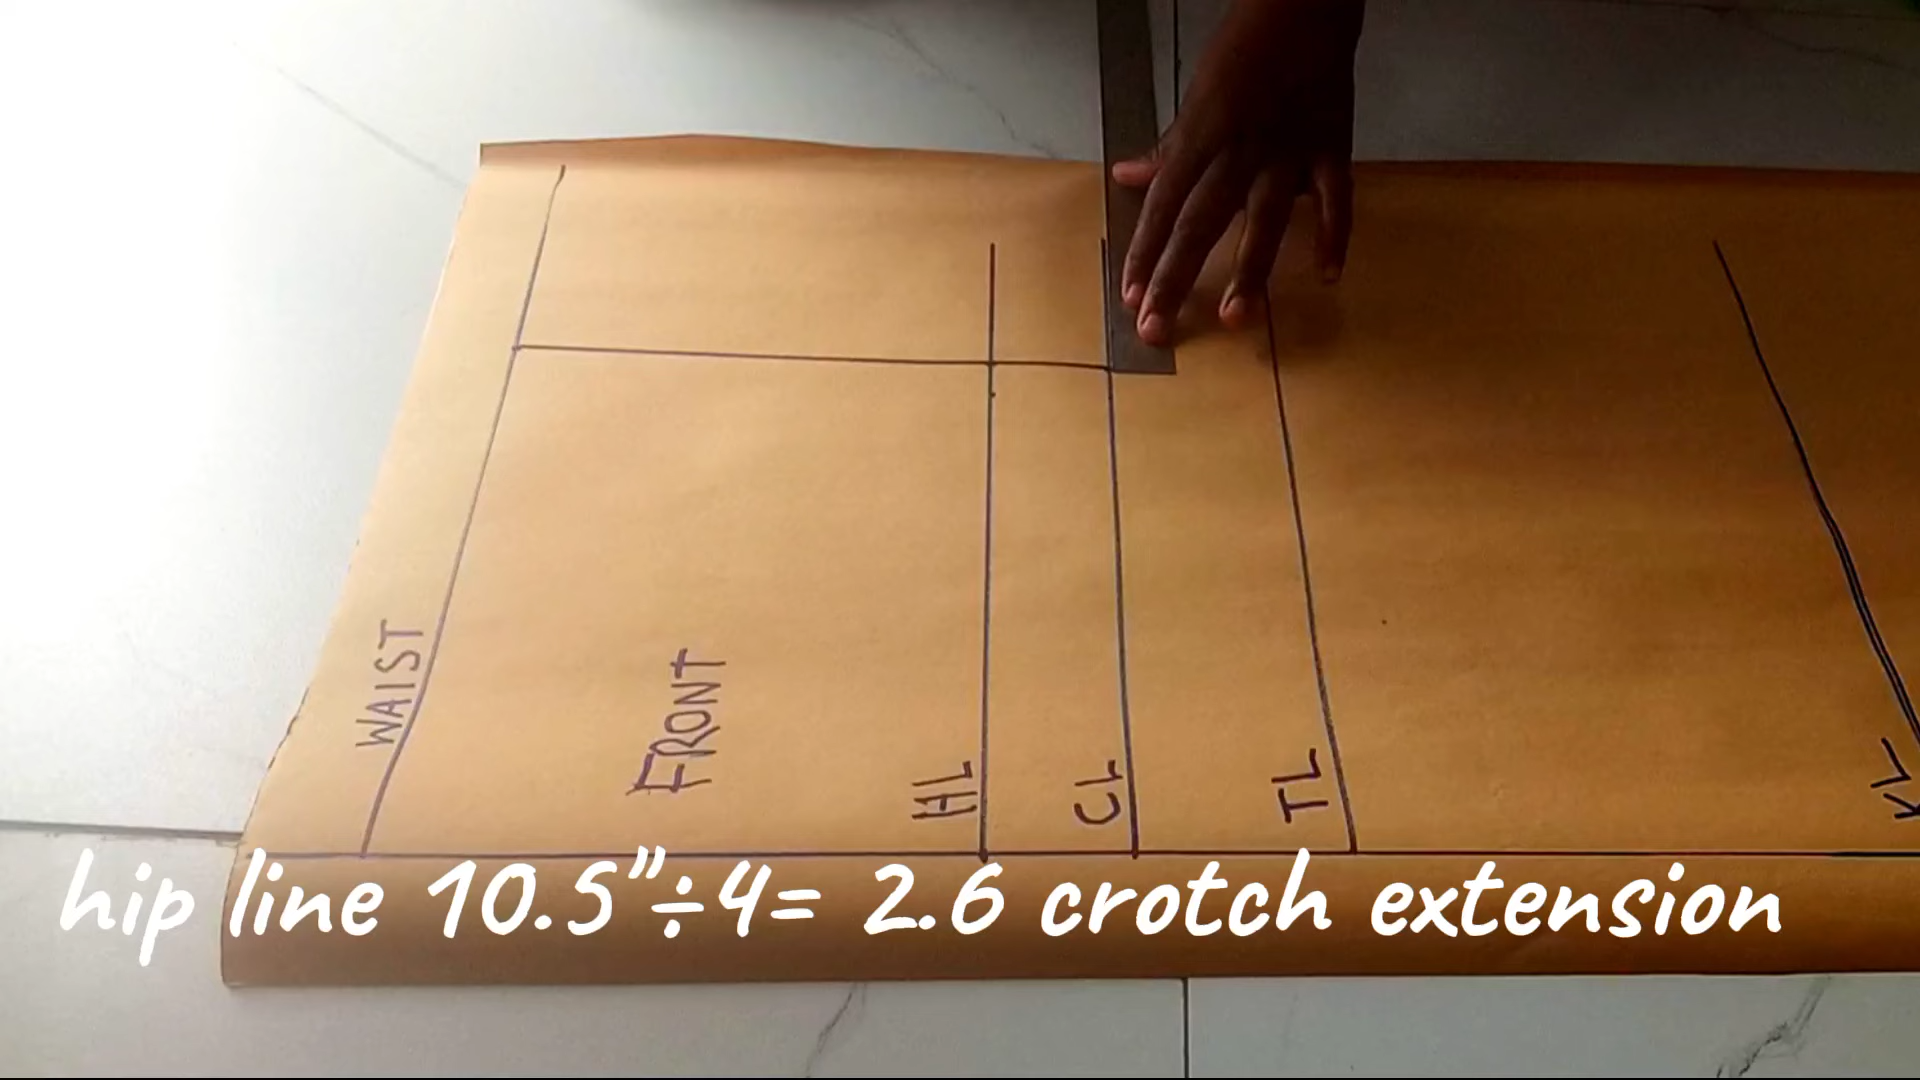 WAIST
FRONT
HL
CL
TL
KL
hip line 10.5"÷4= 2.6 crotch extension